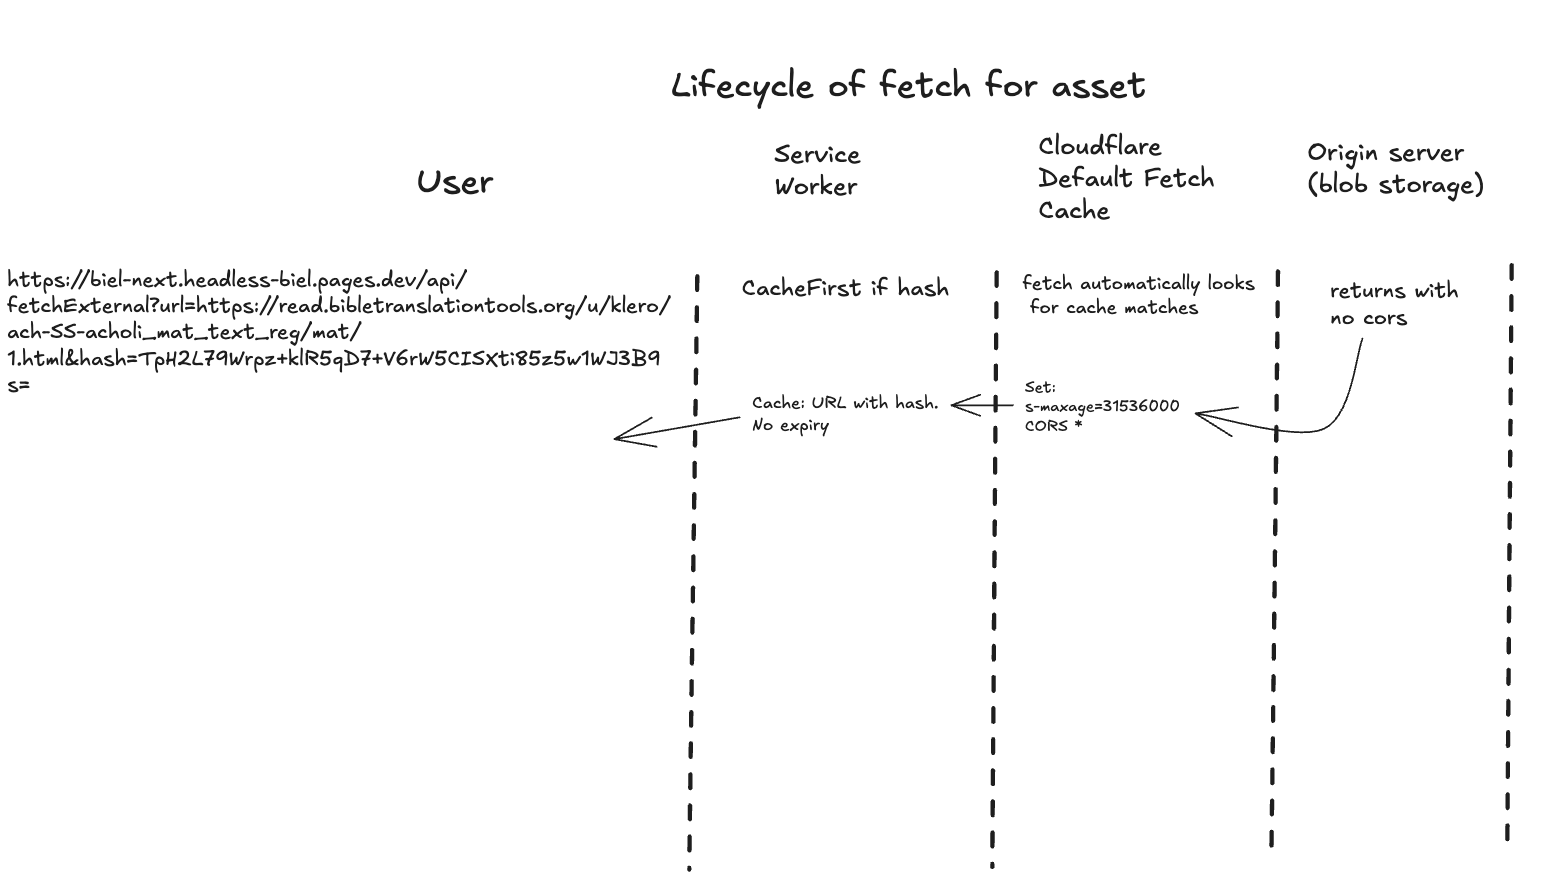 Lifecycle of fetch for asset
User
Service
Worker
Cloudflare
Default Fetch
Cache
Origin server
(blob storage)
https://biel-next.headless-biel.pages.dev/api/
fetchExternal?url=https://read.bibletranslationtools.org/u/klero/
ach-SS-acholi_mat_text_reg/mat/
1.html&hash=TpH2L79Wrpz+klR5qD7+V6rW5CISXti85z5w1WJ3B9
s=
CacheFirst if hash
fetch automatically looks
for cache matches
returns with
no cors
Cache: URL with hash.
No expiry
Set:
s-maxage=31536000
CORS *